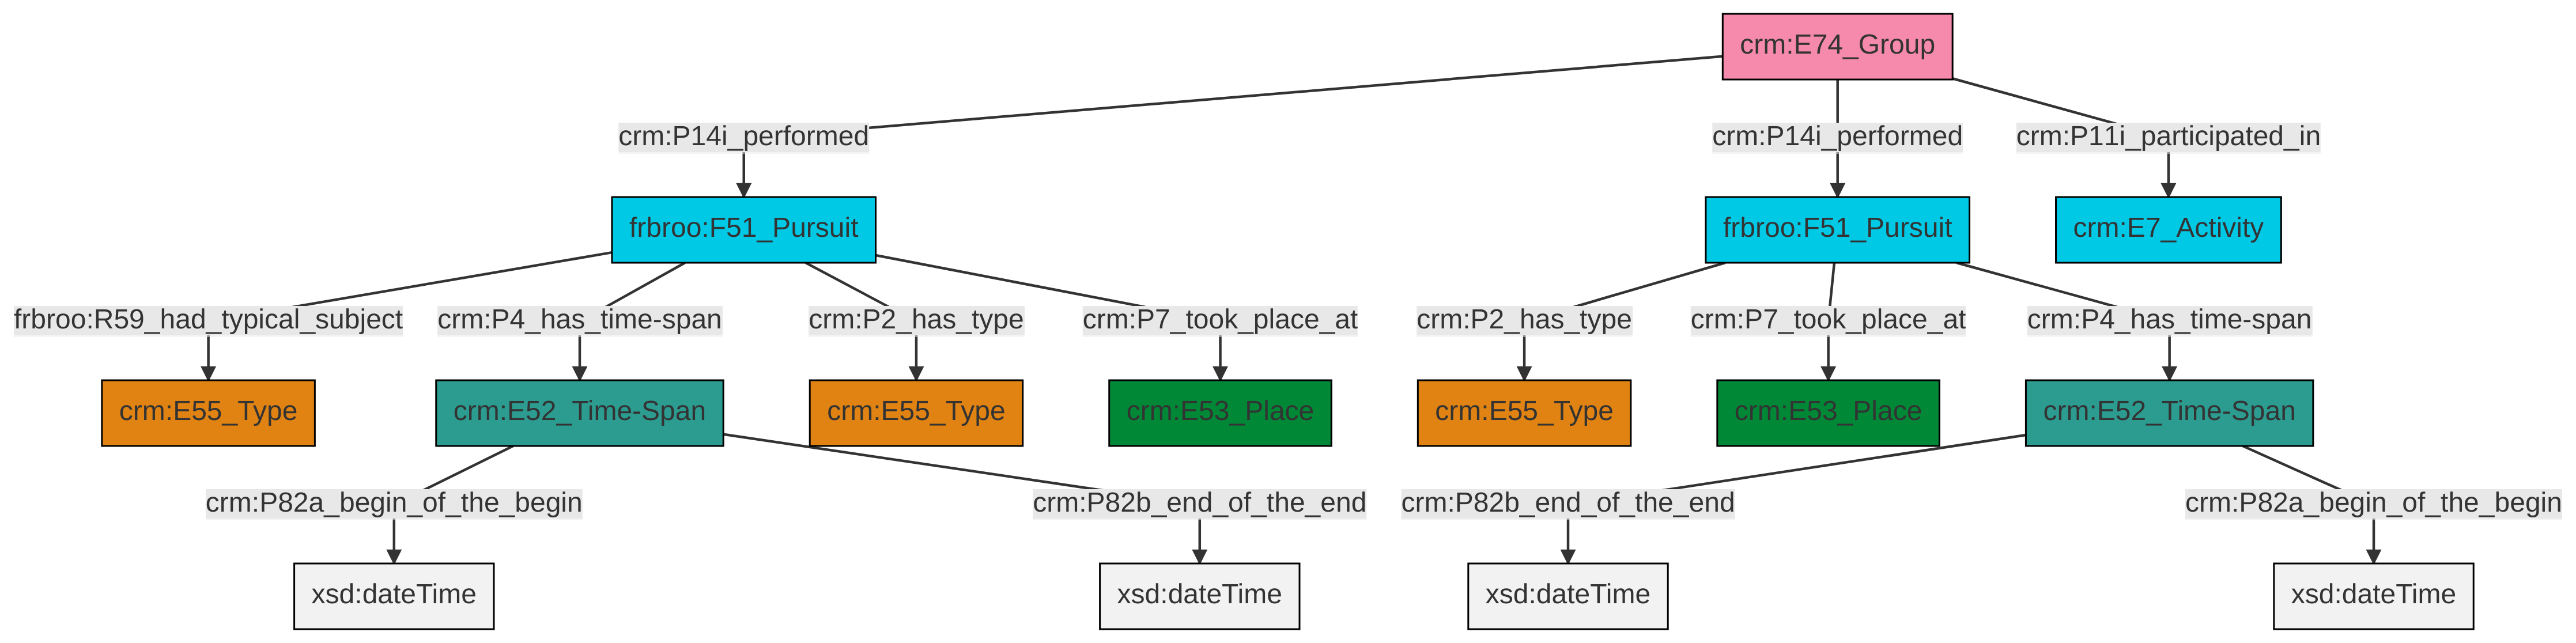 crm:E74_Group
crm:P14i_performed
crm:P14i_performed
crm:P11i_participated_in
frbroo:F51_Pursuit
frbroo:F51_Pursuit
crm:E7_Activity
frbroo:R59_had_typical_subject
crm:P4_has_time-span
crm:P2_has_type
crm:P7_took_place_at
crm:P2_has_type
crm:P7_took_place_at
crm:P4_has_time-span
crm:E55_Type
crm:E52_Time-Span
crm:E55_Type
crm:E53_Place
crm:E55_Type
crm:E53_Place
crm:E52_Time-Span
crm:P82a_begin_of_the_begin
crm:P82b_end_of_the_end
crm:P82b_end_of_the_end
crm:P82a_begin_of_the_begin
xsd:dateTime
xsd:dateTime
xsd:dateTime
xsd:dateTime